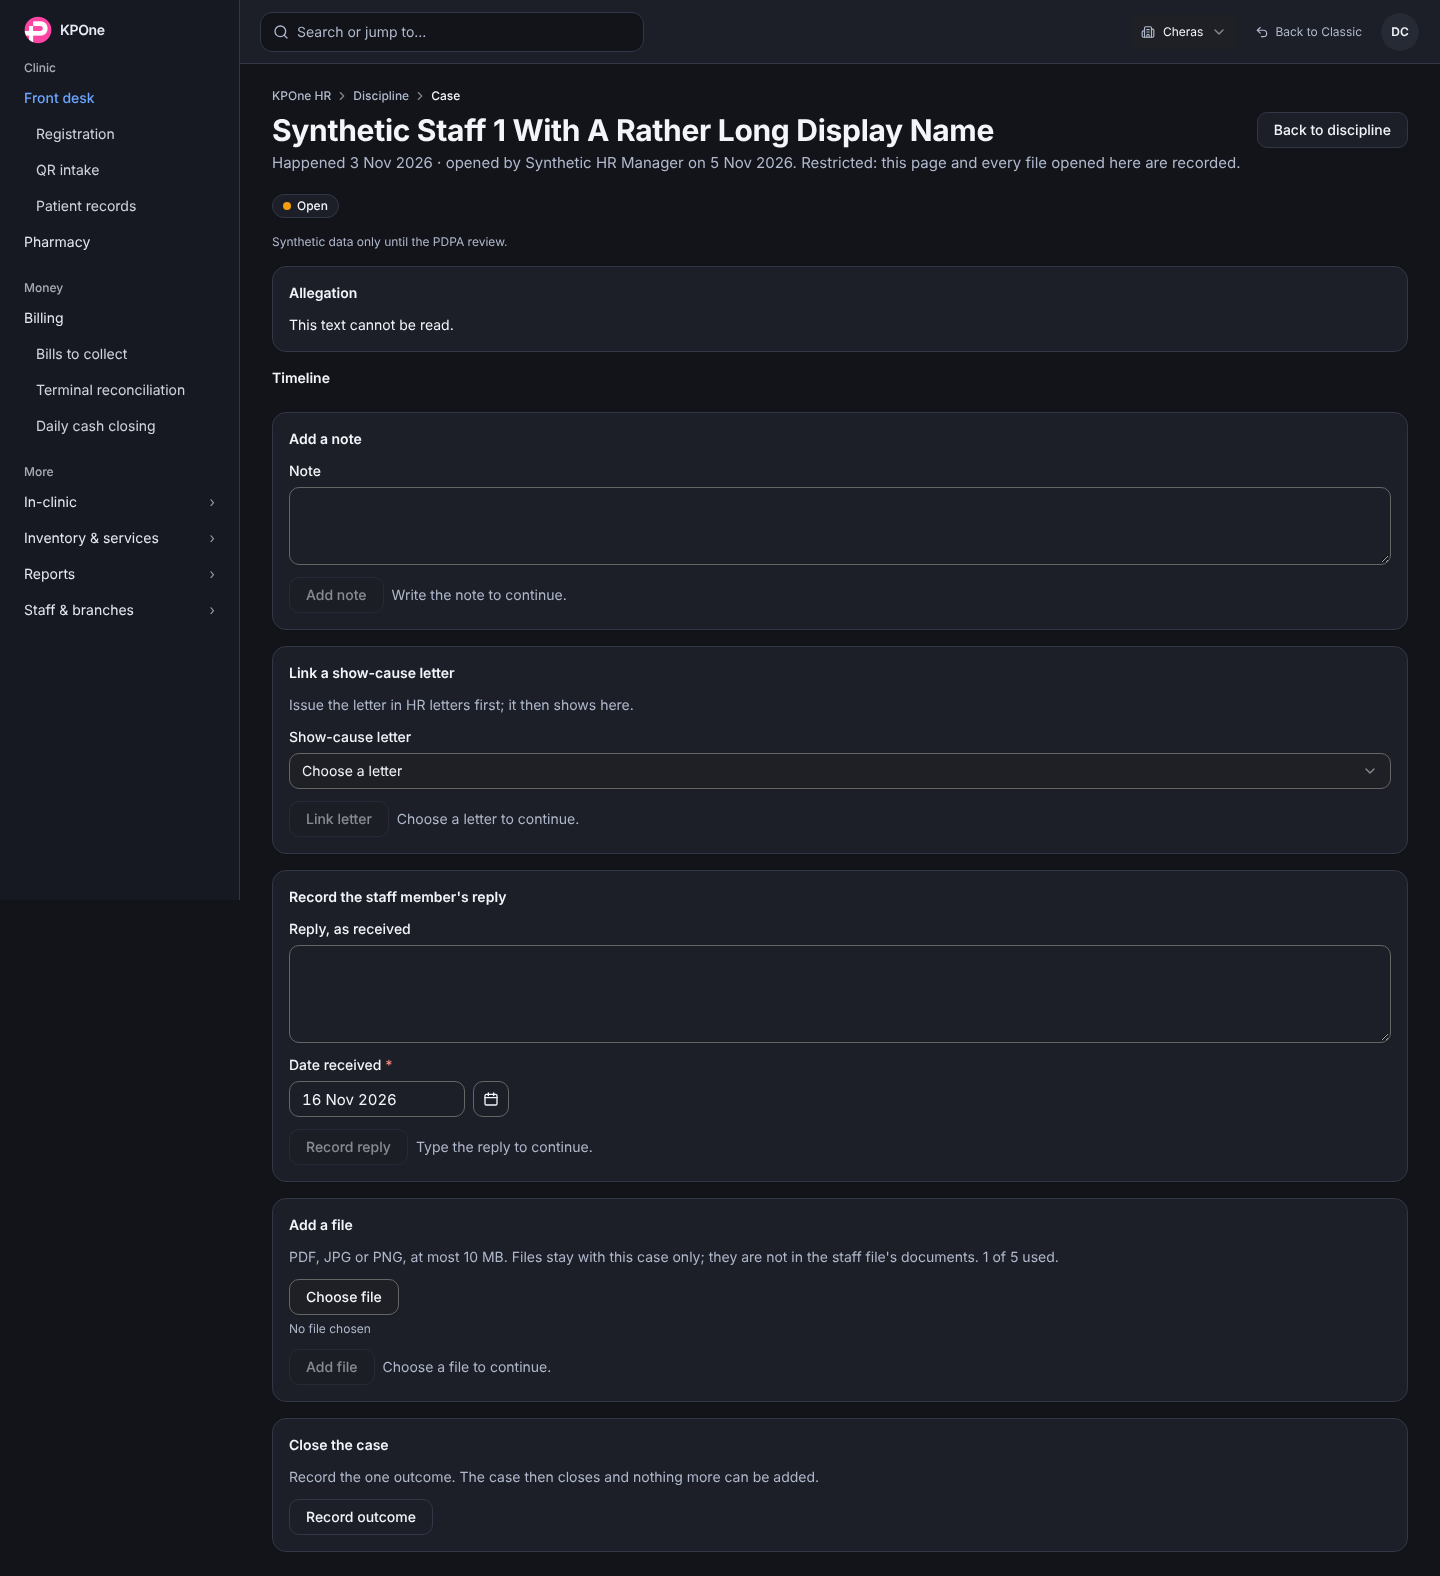 KPOne
Clinic
Front desk
Registration
QR intake
Patient records
Pharmacy
Money
Billing
Bills to collect
Terminal reconciliation
Daily cash closing
More
In-clinic
Inventory & services
Reports
Staff & branches
Search or jump to...
Cheras
Back to Classic
DC
KPOne HR > Discipline > Case
Synthetic Staff 1 With A Rather Long Display Name
Back to discipline
Happened 3 Nov 2026 · opened by Synthetic HR Manager on 5 Nov 2026. Restricted: this page and every file opened here are recorded.
Open
Synthetic data only until the PDPA review.
Allegation
This text cannot be read.
Timeline
Add a note
Note
Add note
Write the note to continue.
Link a show-cause letter
Issue the letter in HR letters first; it then shows here.
Show-cause letter
Choose a letter
Link letter
Choose a letter to continue.
Record the staff member's reply
Reply, as received
Date received *
16 Nov 2026
Record reply
Type the reply to continue.
Add a file
PDF, JPG or PNG, at most 10 MB. Files stay with this case only; they are not in the staff file's documents. 1 of 5 used.
Choose file
No file chosen
Add file
Choose a file to continue.
Close the case
Record the one outcome. The case then closes and nothing more can be added.
Record outcome